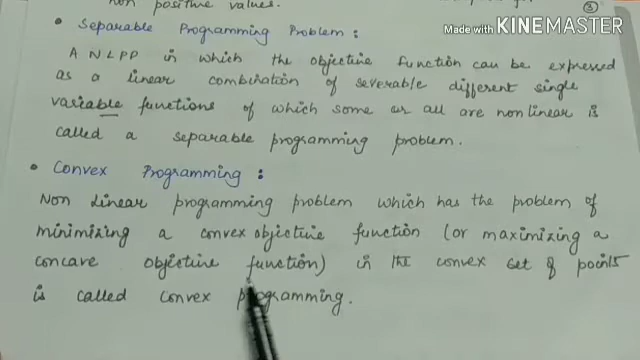 non positive values.
3
Made with KINEMASTER
• Separable Programming Problem :
A NLPP in which the objective function can be expressed
as a linear combination of severable different single
variable functions of which some or all are non linear is
called a separable programming problem.
• Convex Programming :
Non Linear programming problem which has the problem of
minimizing a convex objective function (or maximizing a
concave objective function) in the convex set of points
is called convex programming.